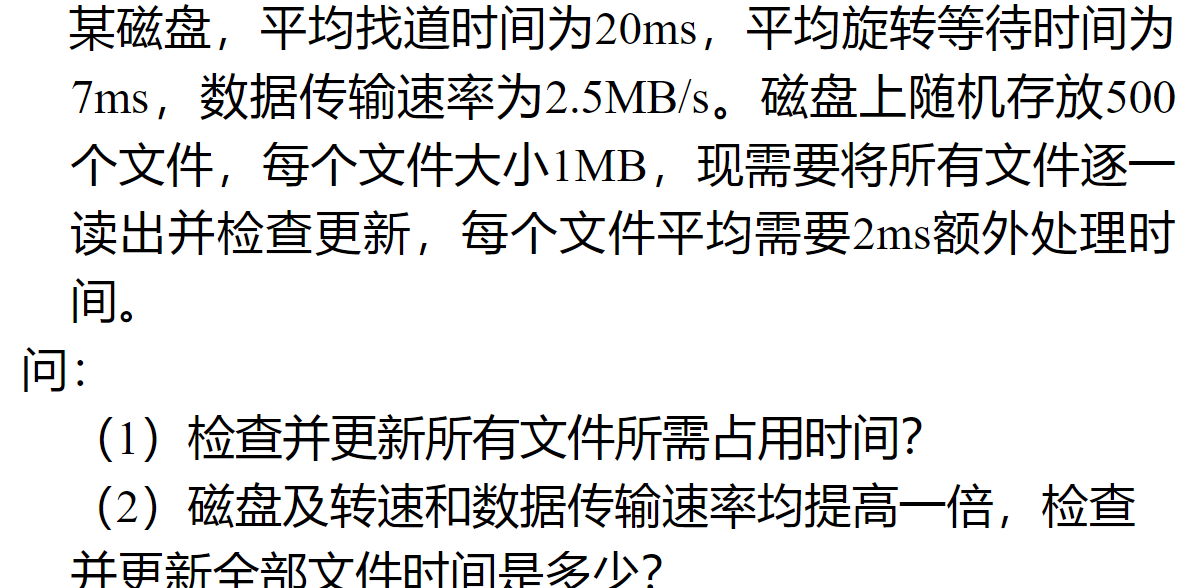 某磁盘，平均找道时间为20ms，平均旋转等待时间为
7ms，数据传输速率为2.5MB/s。磁盘上随机存放500
个文件，每个文件大小1MB，现需要将所有文件逐一
读出并检查更新，每个文件平均需要2ms额外处理时
间。
问：
（1）检查并更新所有文件所需占用时间？
（2）磁盘及转速和数据传输速率均提高一倍，检查
并更新全部文件时间是多少？